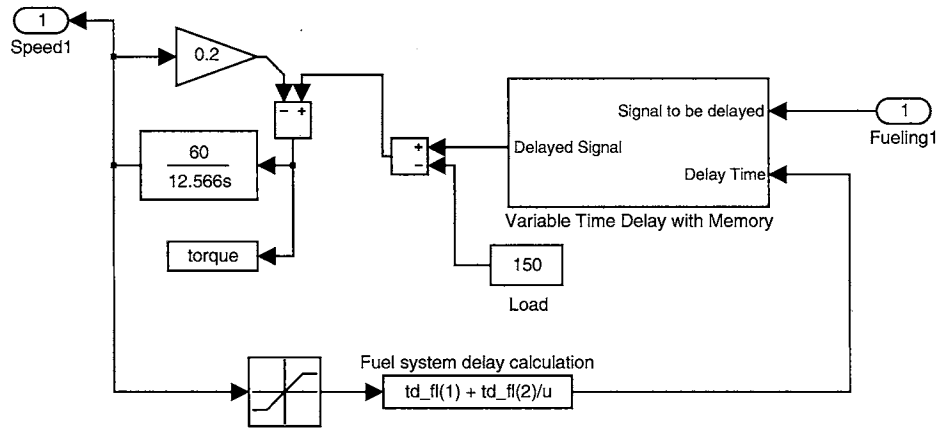 1
Speed1
0.2
- +
60
12.566s
torque
+
-
Delayed Signal
Signal to be delayed
Delay Time
Variable Time Delay with Memory
1
Fueling1
150
Load
Fuel system delay calculation
td_fl(1) + td_fl(2)/u